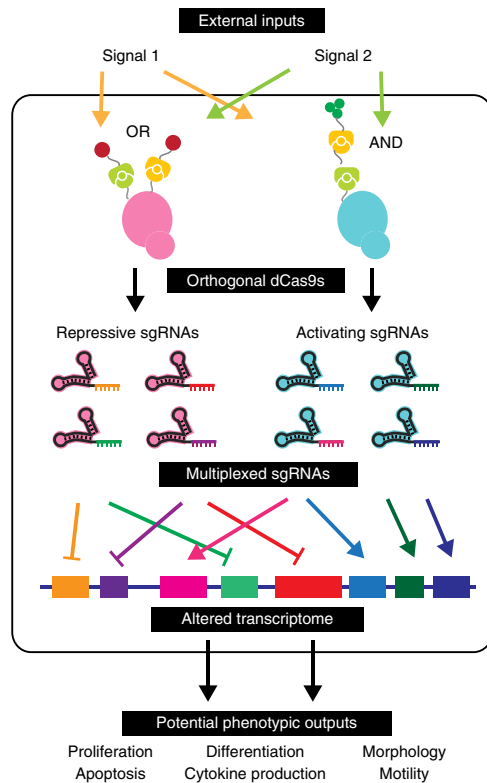 External inputs
Signal 1
Signal 2
OR
AND
Orthogonal dCas9s
Repressive sgRNAs
Activating sgRNAs
Multiplexed sgRNAs
Altered transcriptome
Potential phenotypic outputs
Proliferation
Differentiation
Morphology
Apoptosis
Cytokine production
Motility